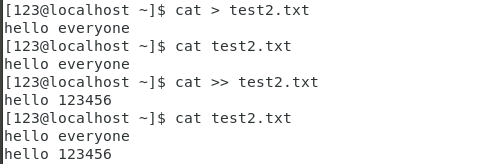 [123@localhost ~]$ cat > test2.txt
hello everyone
[123@localhost ~]$ cat test2.txt
hello everyone
[123@localhost ~]$ cat >> test2.txt
hello 123456
[123@localhost ~]$ cat test2.txt
hello everyone
hello 123456